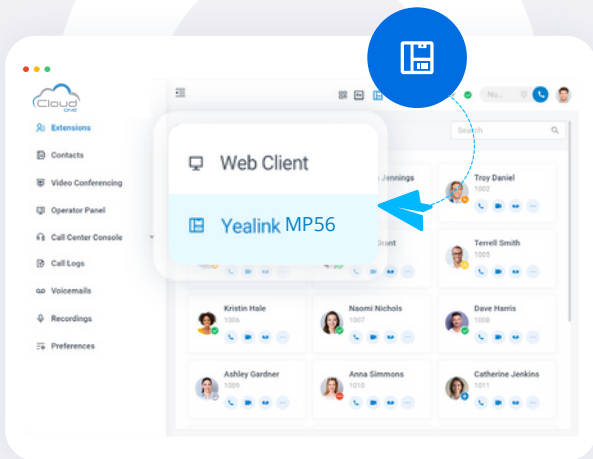 Cloud
ONE
Extensions
Contacts
Video Conferencing
Operator Panel
Call Center Console
Call Logs
Voicemails
Recordings
Preferences
Nu...
Search
Web Client
Yealink MP56
Jennings
Troy Daniel
1002
Grant
Terrell Smith
1005
Kristin Hale
1006
Naomi Nichols
1007
Dave Harris
1008
Ashley Gardner
1009
Anna Simmons
1010
Catherine Jenkins
1011